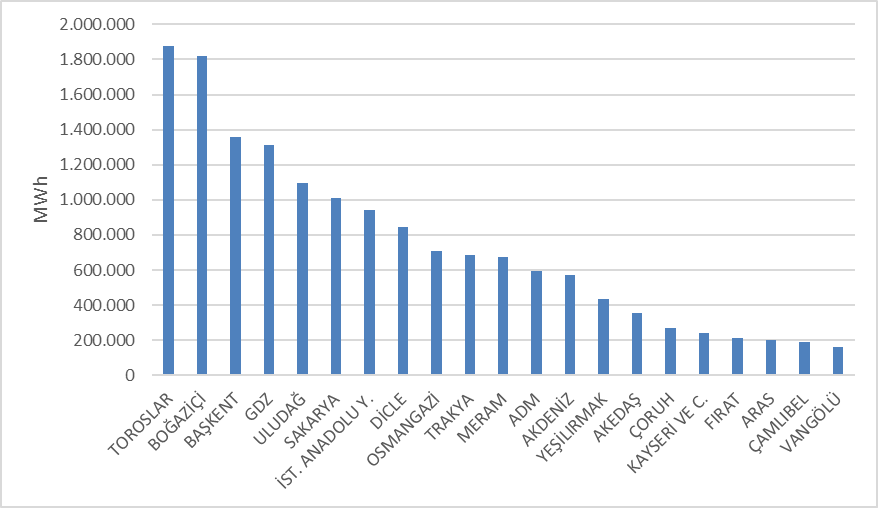 2.000.000
1.800.000
1.600.000
1.400.000
1.200.000
1.000.000
800.000
600.000
400.000
200.000
0
MWh
TOROSLAR
BOĞAZİÇİ
BAŞKENT
GDZ
ULUDAĞ
SAKARYA
İST. ANADOLU Y.
DİCLE
OSMANGAZİ
TRAKYA
MERAM
ADM
AKDENİZ
YEŞİLIRMAK
AKEDAŞ
ÇORUH
KAYSERİ VE C.
FIRAT
ARAS
ÇAMLIBEL
VANGÖLÜ